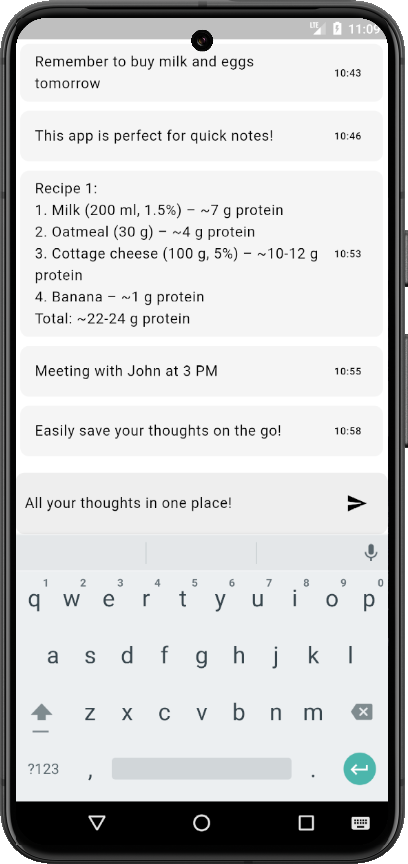 LTE 11:09
Remember to buy milk and eggs
tomorrow
10:43
This app is perfect for quick notes!
10:46
Recipe 1:
1. Milk (200 ml, 1.5%) – ~7 g protein
2. Oatmeal (30 g) – ~4 g protein
3. Cottage cheese (100 g, 5%) – ~10-12 g
protein
4. Banana – ~1 g protein
Total: ~22-24 g protein
10:53
Meeting with John at 3 PM
10:55
Easily save your thoughts on the go!
10:58
All your thoughts in one place!
1 2 3 4 5 6 7 8 9 0
q w e r t y u i o p
a s d f g h j k l
z x c v b n m
?123 , .